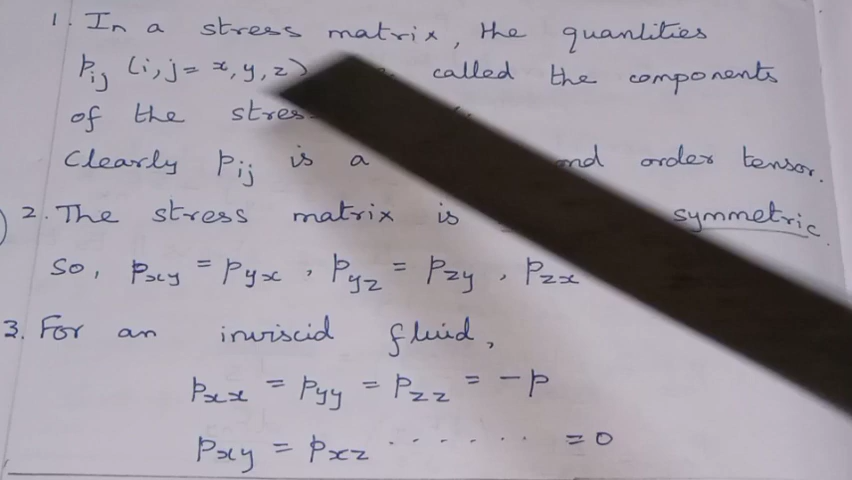 1. In a stress matrix, the quantities
Pij (i,j = x, y, z) called the components
of the
Clearly Pij is a order tensor.
2. The stress matrix is symmetric.
So, Pxy = Pyx , Pyz = Pzy , Pzx
3. For an inviscid fluid,
Pxx = Pyy = Pzz = -p
Pxy = Pxz ........ = 0